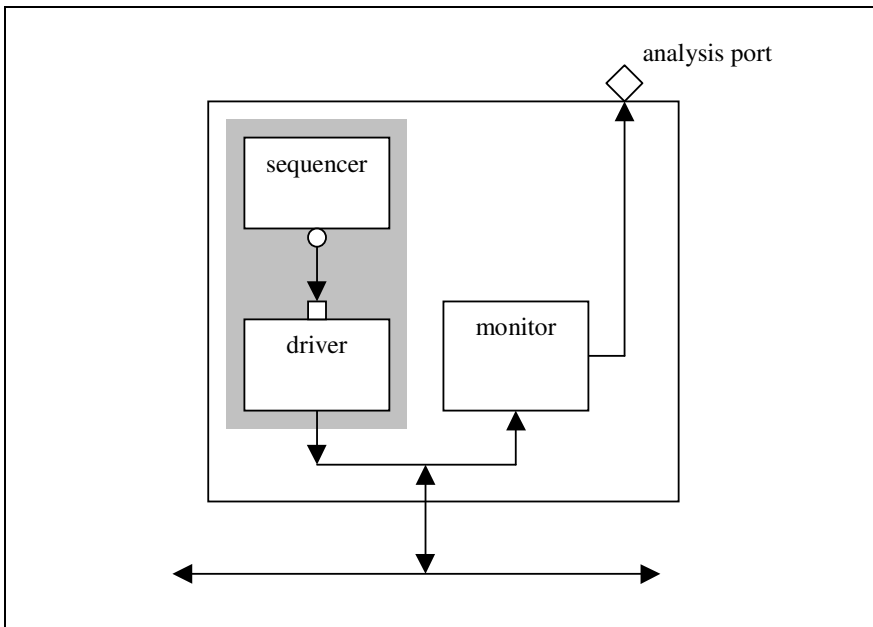 analysis port
sequencer
driver
monitor